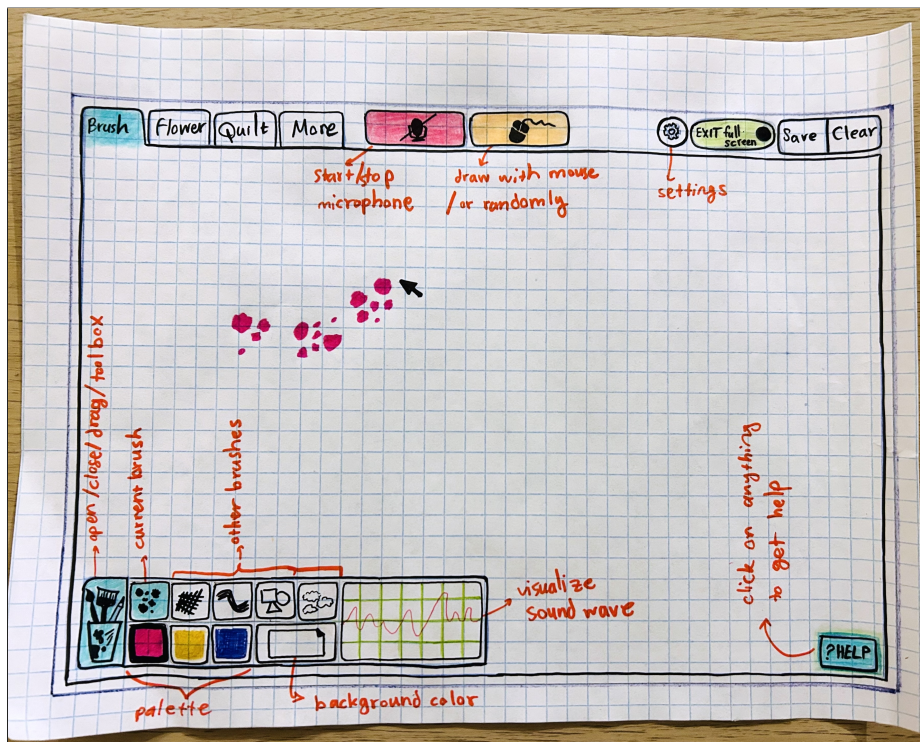 Brush
Flower
Quilt
More
EXIT full
screen
Save
Clear
start/stop
microphone
draw with mouse
/or randomly
settings
open/close/drag/toolbox
current brush
other brushes
click on anything
to get help
visualize
sound wave
?HELP
palette
background color